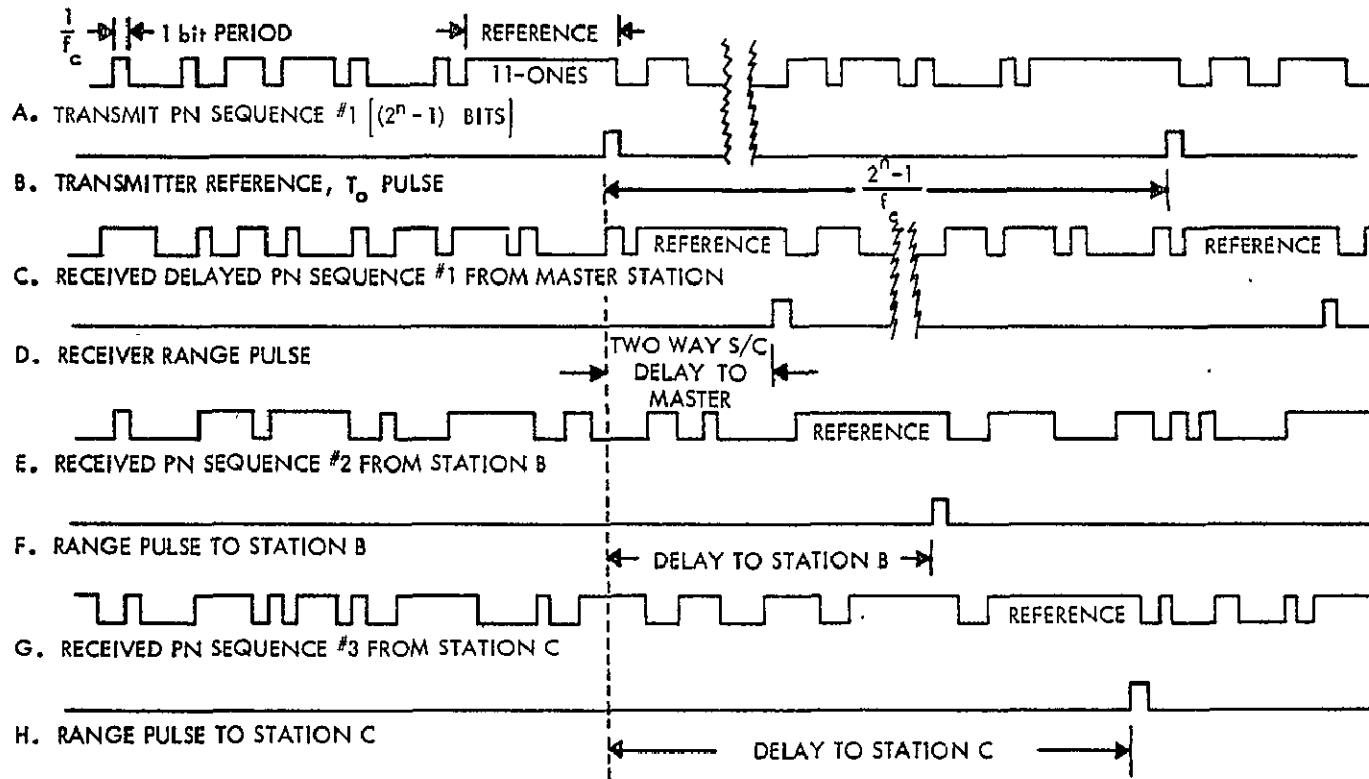 1/f_c 1 bit PERIOD REFERENCE
11-ONES
A. TRANSMIT PN SEQUENCE #1 [(2^n - 1) BITS]
B. TRANSMITTER REFERENCE, T_o PULSE
2^n-1/f_c
REFERENCE REFERENCE
C. RECEIVED DELAYED PN SEQUENCE #1 FROM MASTER STATION
D. RECEIVER RANGE PULSE
TWO WAY S/C
DELAY TO
MASTER
REFERENCE
E. RECEIVED PN SEQUENCE #2 FROM STATION B
F. RANGE PULSE TO STATION B
DELAY TO STATION B
REFERENCE
G. RECEIVED PN SEQUENCE #3 FROM STATION C
H. RANGE PULSE TO STATION C
DELAY TO STATION C